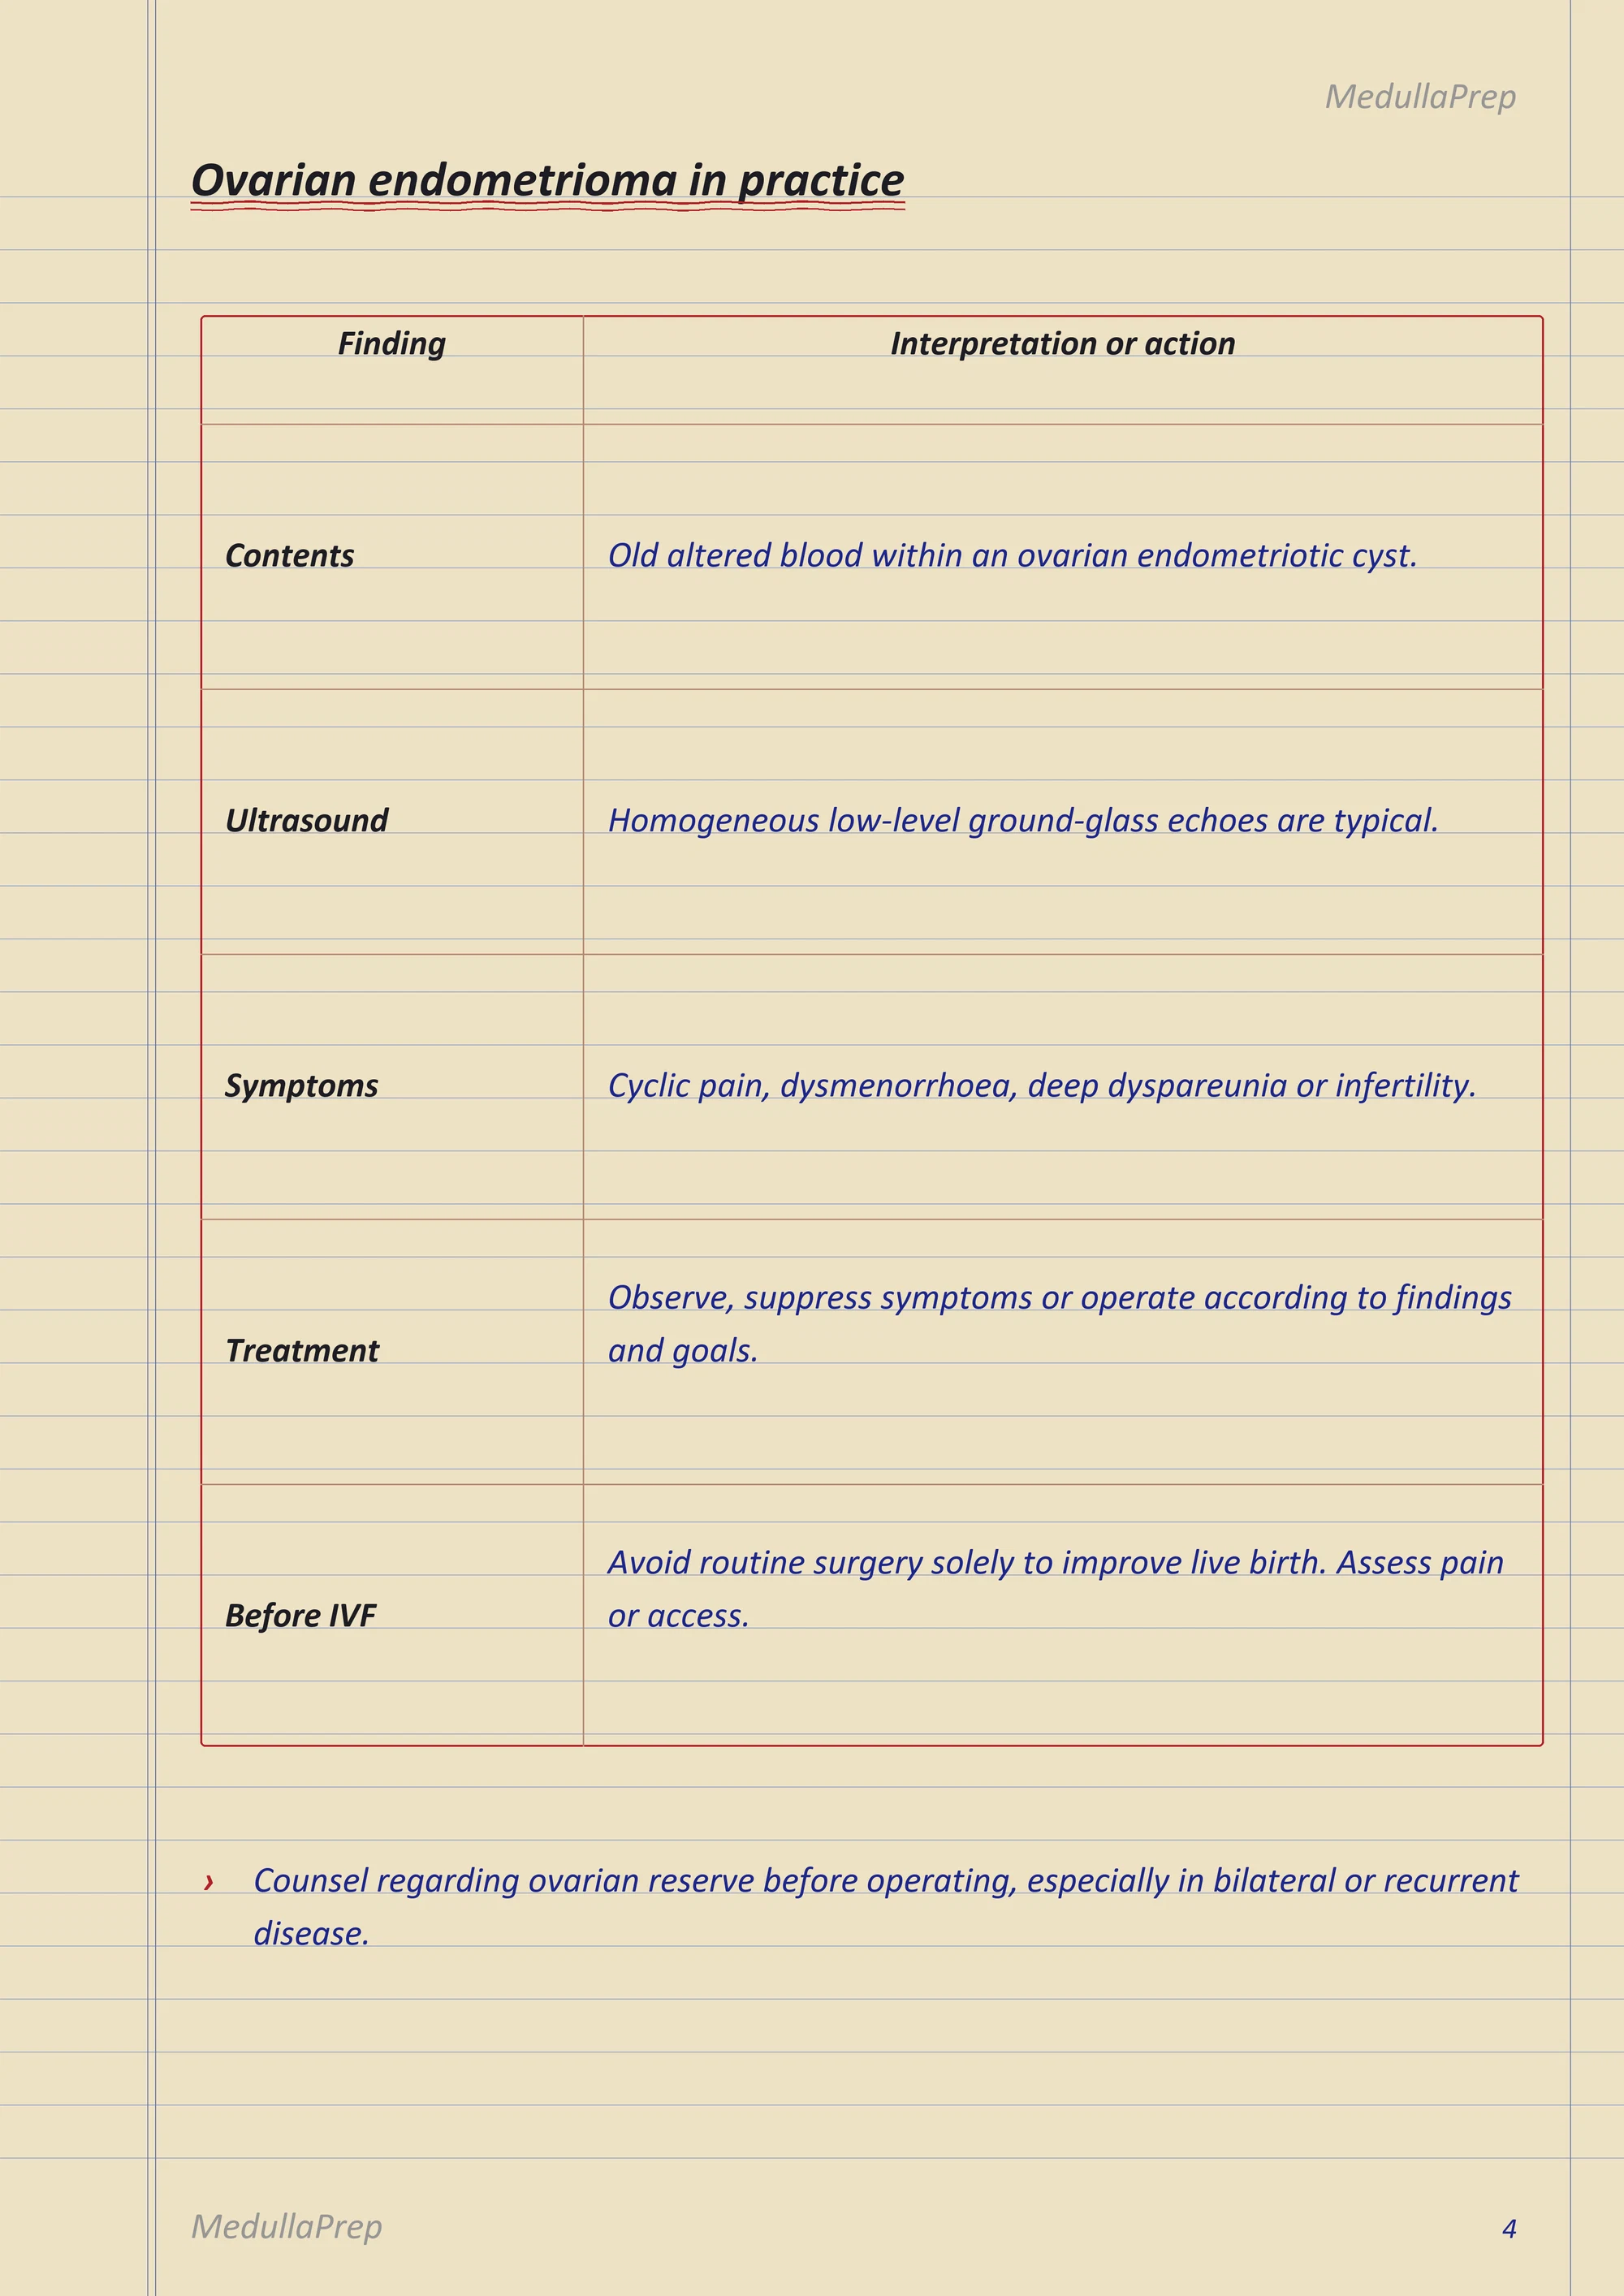 MedullaPrep
Ovarian endometrioma in practice
Finding
Interpretation or action
Contents
Old altered blood within an ovarian endometriotic cyst.
Ultrasound
Homogeneous low-level ground-glass echoes are typical.
Symptoms
Cyclic pain, dysmenorrhoea, deep dyspareunia or infertility.
Treatment
Observe, suppress symptoms or operate according to findings
and goals.
Before IVF
Avoid routine surgery solely to improve live birth. Assess pain
or access.
› Counsel regarding ovarian reserve before operating, especially in bilateral or recurrent
disease.
MedullaPrep
4